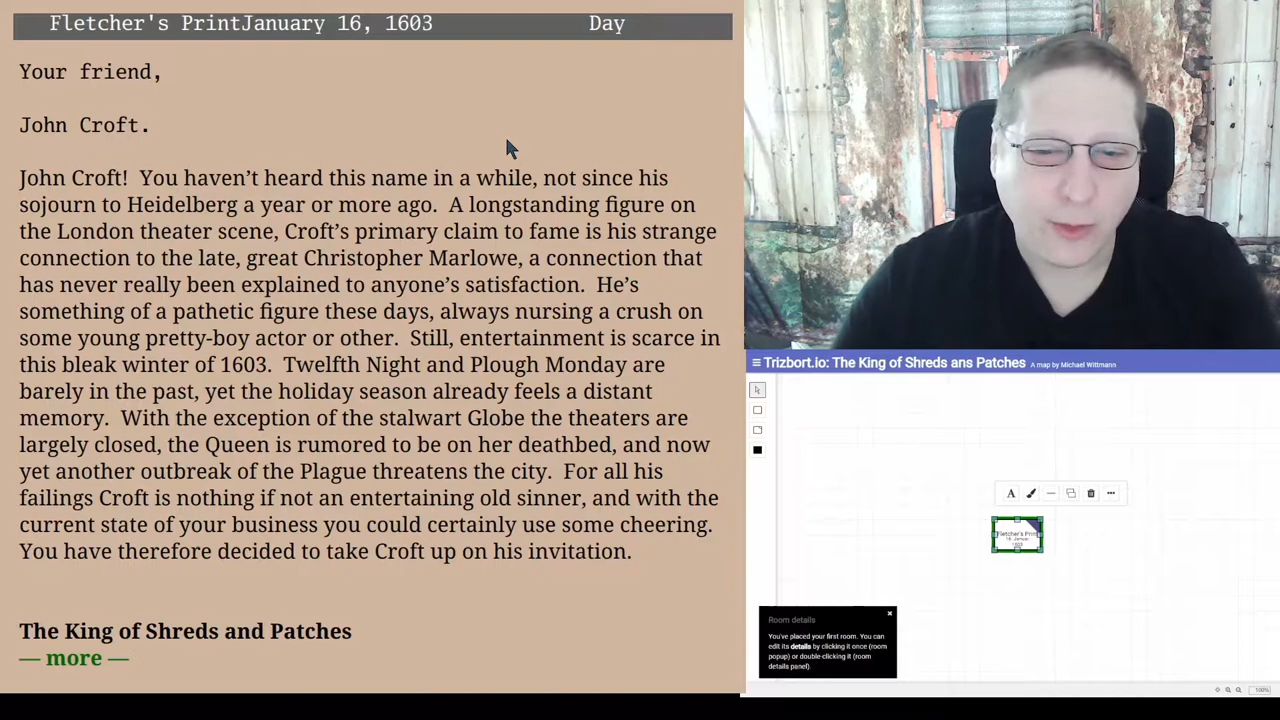 Fletcher's PrintJanuary 16, 1603 Day
Your friend,
John Croft.
John Croft! You haven't heard this name in a while, not since his
sojourn to Heidelberg a year or more ago. A longstanding figure on
the London theater scene, Croft's primary claim to fame is his strange
connection to the late, great Christopher Marlowe, a connection that
has never really been explained to anyone's satisfaction. He's
something of a pathetic figure these days, always nursing a crush on
some young pretty-boy actor or other. Still, entertainment is scarce in
this bleak winter of 1603. Twelfth Night and Plough Monday are
barely in the past, yet the holiday season already feels a distant
memory. With the exception of the stalwart Globe the theaters are
largely closed, the Queen is rumored to be on her deathbed, and now
yet another outbreak of the Plague threatens the city. For all his
failings Croft is nothing if not an entertaining old sinner, and with the
current state of your business you could certainly use some cheering.
You have therefore decided to take Croft up on his invitation.
The King of Shreds and Patches
— more —
Trizbort.io: The King of Shreds ans Patches A map by Michael Wittmann
A
Fletcher's Print
16. Januar
1603
Room details
You've placed your first room. You can
edit its details by clicking it once (room
popup) or double-clicking it (room
details panel).
100%